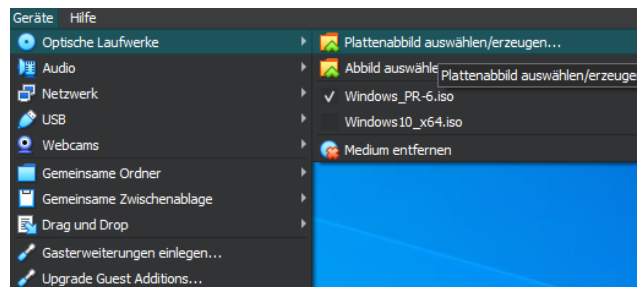 Geräte Hilfe
Optische Laufwerke
Audio
Netzwerk
USB
Webcams
Gemeinsame Ordner
Gemeinsame Zwischenablage
Drag und Drop
Gasterweiterungen einlegen...
Upgrade Guest Additions...
Plattenabbild auswählen/erzeugen...
Abbild auswähle
Plattenabbild auswählen/erzeuge
Windows_PR-6.iso
Windows10_x64.iso
Medium entfernen